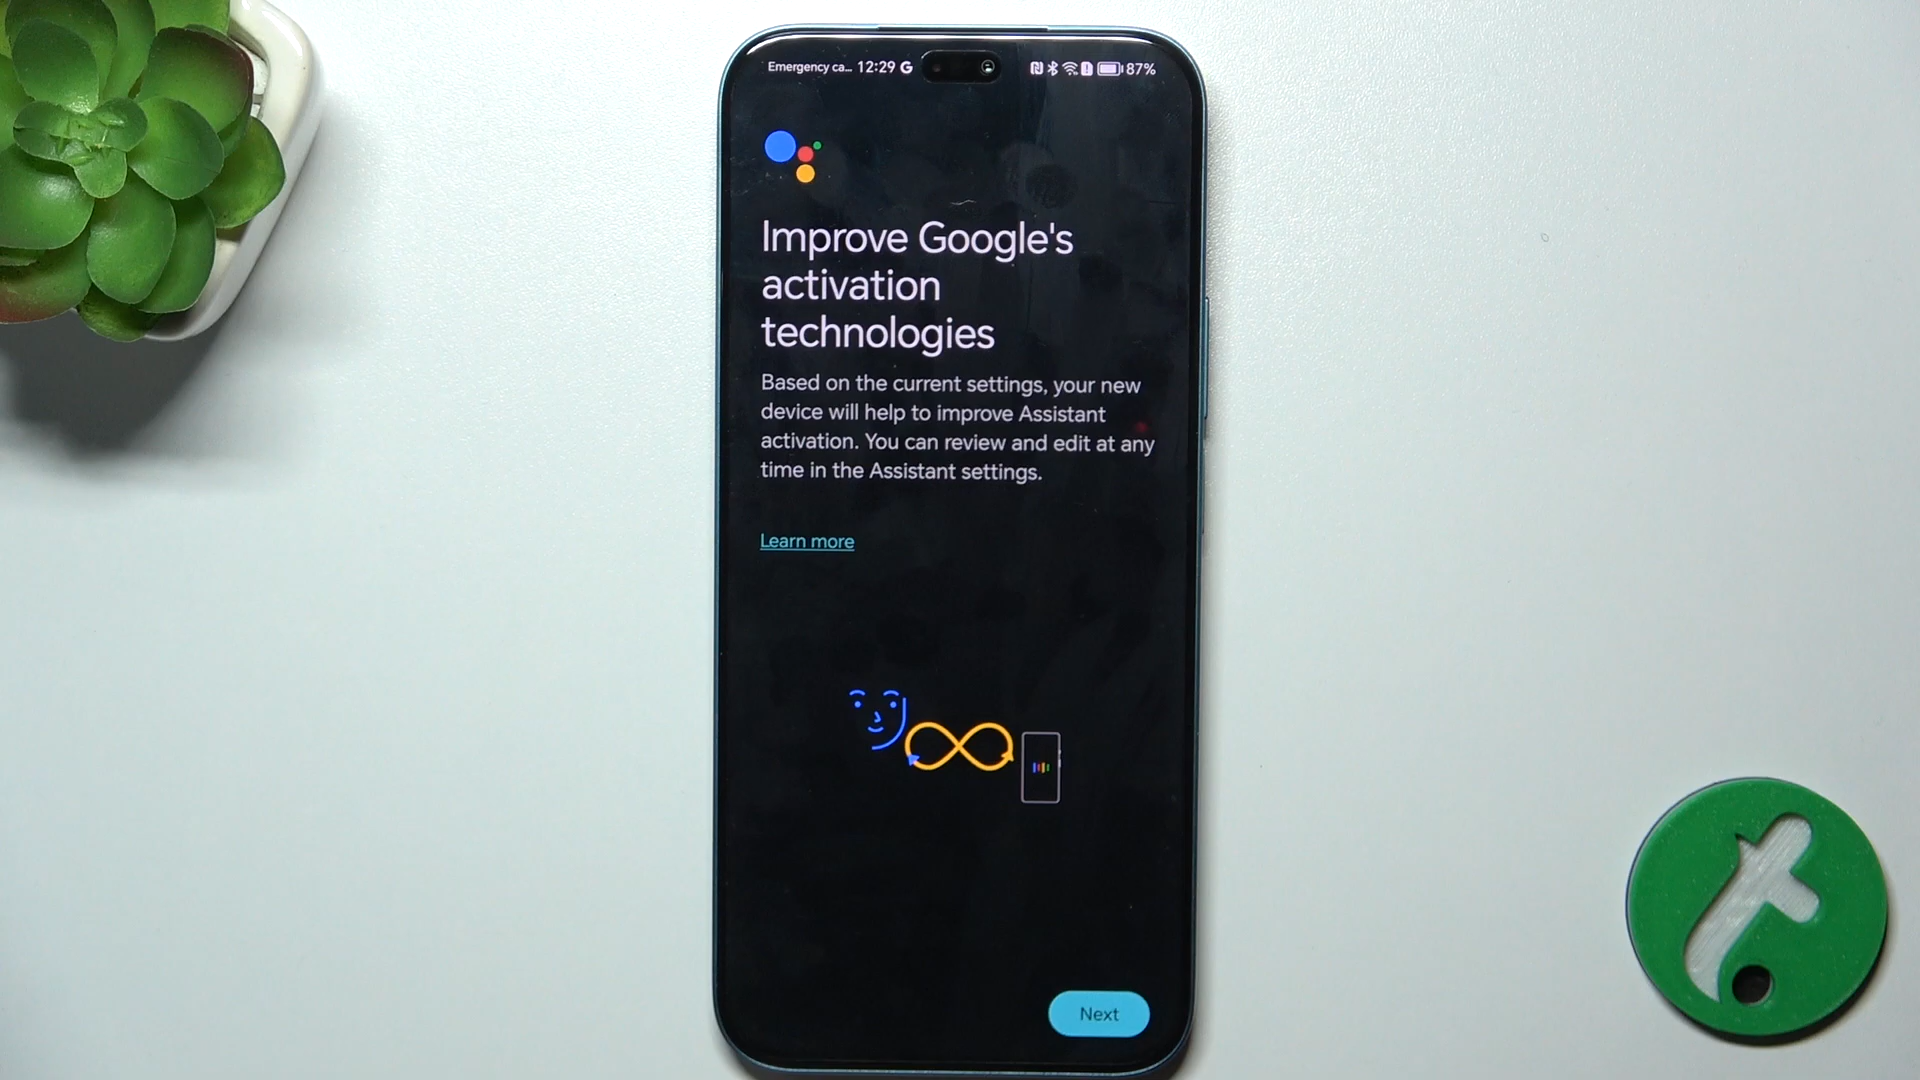 Emergency ca... 12:29 G 87%
Improve Google's
activation
technologies
Based on the current settings, your new
device will help to improve Assistant
activation. You can review and edit at any
time in the Assistant settings.
Learn more
Next